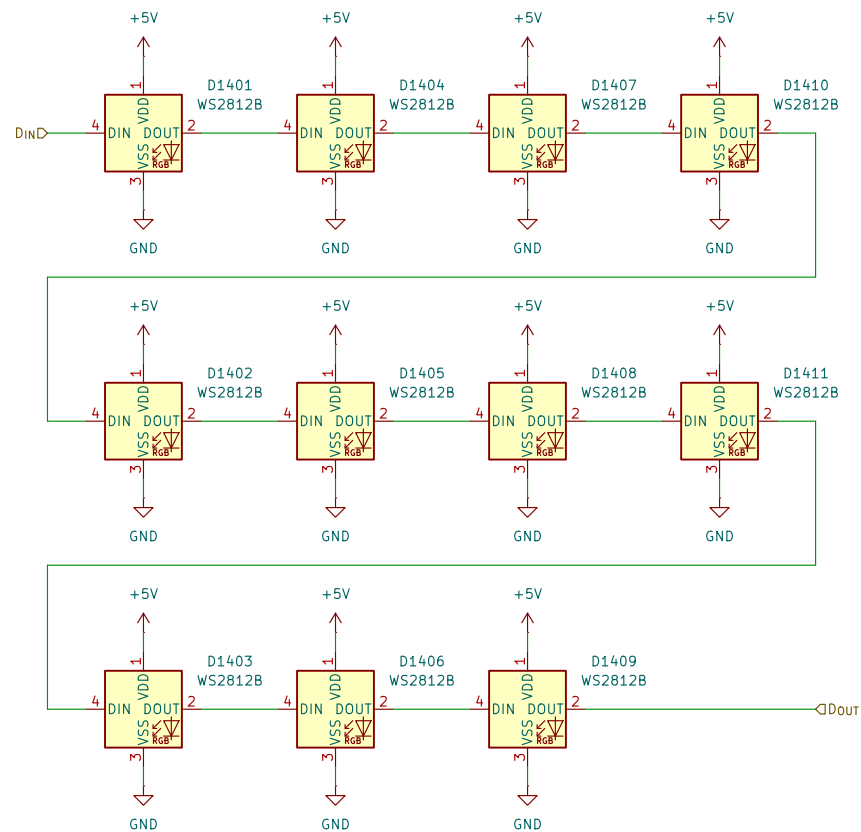 +5V +5V +5V +5V
D1401 D1404 D1407 D1410
WS2812B WS2812B WS2812B WS2812B
1 1 1 1
VDD VDD VDD VDD
DIN 4 DIN DOUT 2 4 DIN DOUT 2 4 DIN DOUT 2 4 DIN DOUT 2
VSS VSS VSS VSS
RGB RGB RGB RGB
3 3 3 3
GND GND GND GND
+5V +5V +5V +5V
D1402 D1405 D1408 D1411
WS2812B WS2812B WS2812B WS2812B
1 1 1 1
VDD VDD VDD VDD
4 DIN DOUT 2 4 DIN DOUT 2 4 DIN DOUT 2 4 DIN DOUT 2
VSS VSS VSS VSS
RGB RGB RGB RGB
3 3 3 3
GND GND GND GND
+5V +5V +5V
D1403 D1406 D1409
WS2812B WS2812B WS2812B
1 1 1
VDD VDD VDD
4 DIN DOUT 2 4 DIN DOUT 2 4 DIN DOUT 2 DOUT
VSS VSS VSS
RGB RGB RGB
3 3 3
GND GND GND